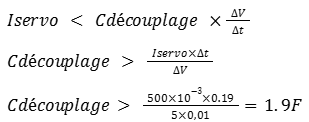 Iservo < Cdécouplage × ΔV/Δt
Cdécouplage > Iservo×Δt/ΔV
Cdécouplage > 500×10⁻³×0.19/5×0,01 = 1.9F